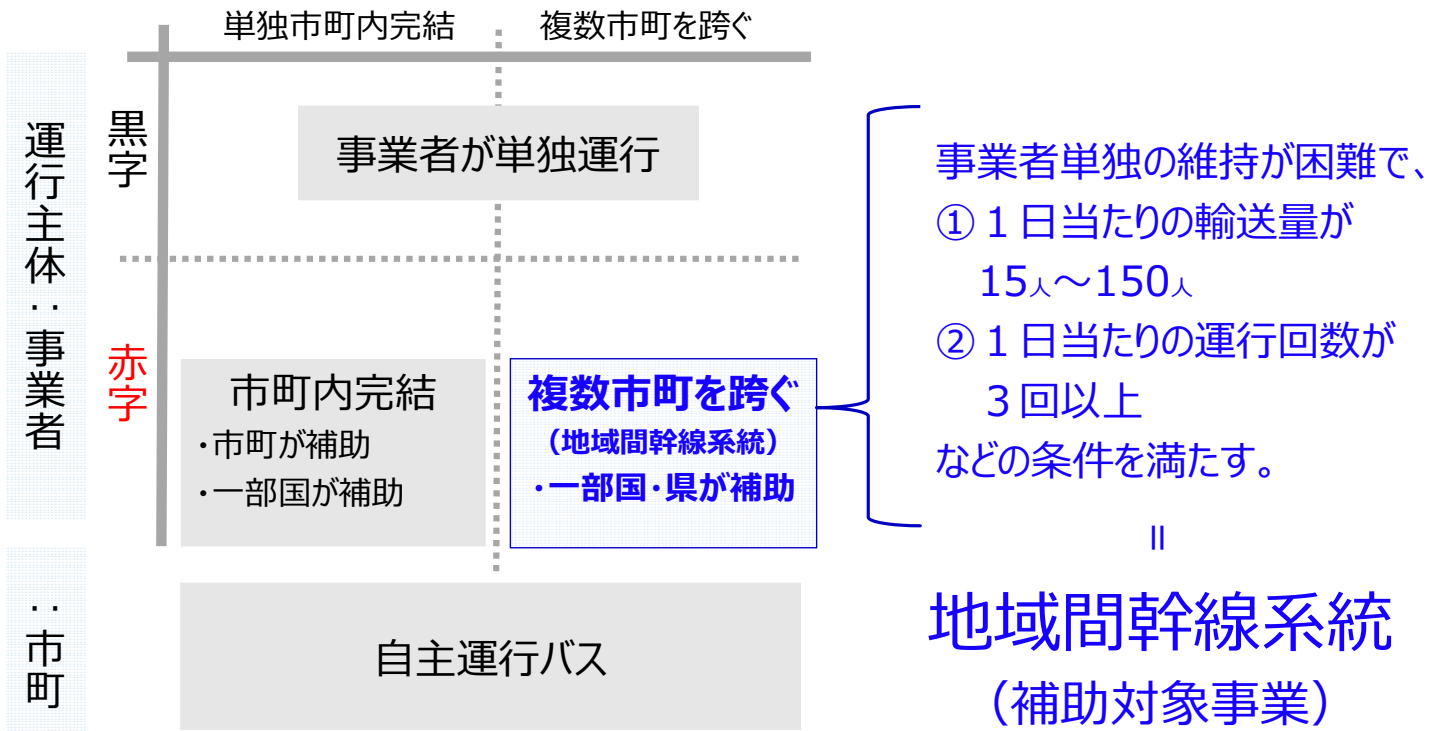 単独市町内完結
複数市町を跨ぐ
運行主体:事業者
黒字
事業者が単独運行
赤字
市町内完結
・市町が補助
・一部国が補助
複数市町を跨ぐ
(地域間幹線系統)
・一部国・県が補助
:市町
自主運行バス
事業者単独の維持が困難で、
①1日当たりの輸送量が
15人～150人
②1日当たりの運行回数が
3回以上
などの条件を満たす。
=
地域間幹線系統
(補助対象事業)